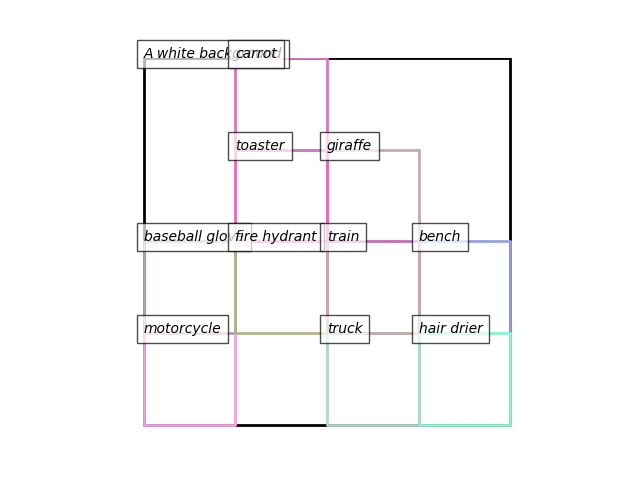 A white background
carrot
toaster
giraffe
baseball glove
fire hydrant
train
bench
motorcycle
truck
hair drier